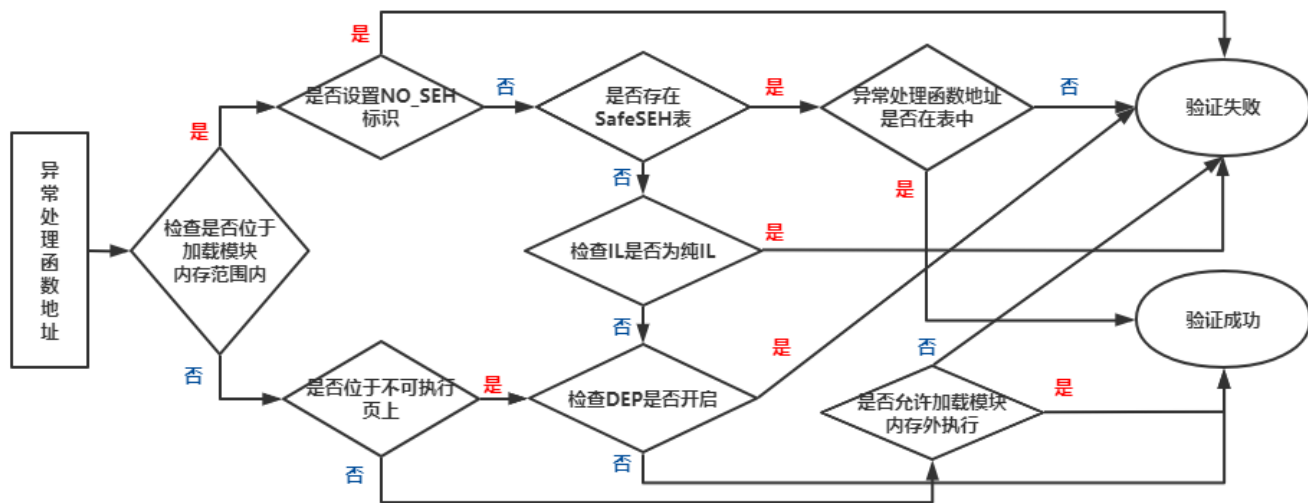 异常处理函数地址
检查是否位于
加载模块
内存范围内
是
是否设置NO_SEH
标识
是
否
是否存在
SafeSEH表
是
异常处理函数地址
是否在表中
否
验证失败
否
是
检查IL是否为纯IL
是
否
验证成功
否
是否位于不可执行
页上
是
检查DEP是否开启
是
否
是否允许加载模块
内存外执行
是
否
否